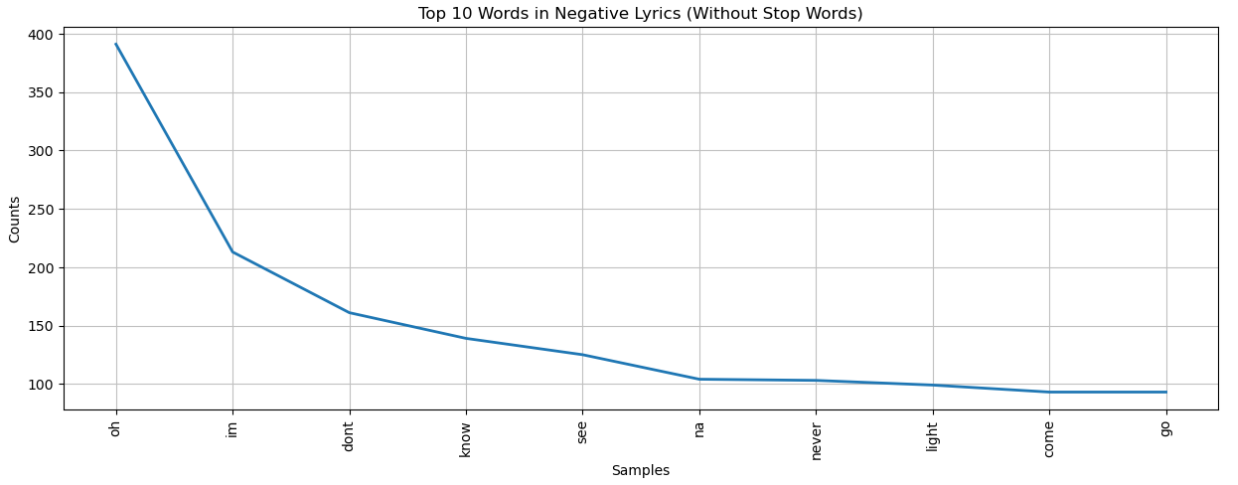 Top 10 Words in Negative Lyrics (Without Stop Words)
400
350
300
250
200
150
100
Counts
oh
im
dont
know
see
na
never
light
come
go
Samples